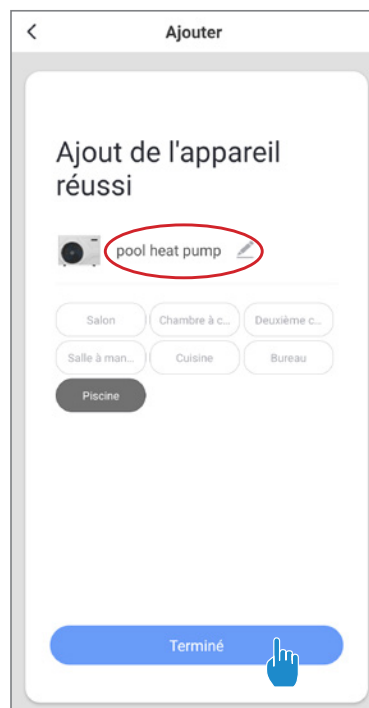 Ajouter
Ajout de l'appareil
réussi
pool heat pump
Salon
Chambre à c...
Deuxième c...
Salle à man...
Cuisine
Bureau
Piscine
Terminé